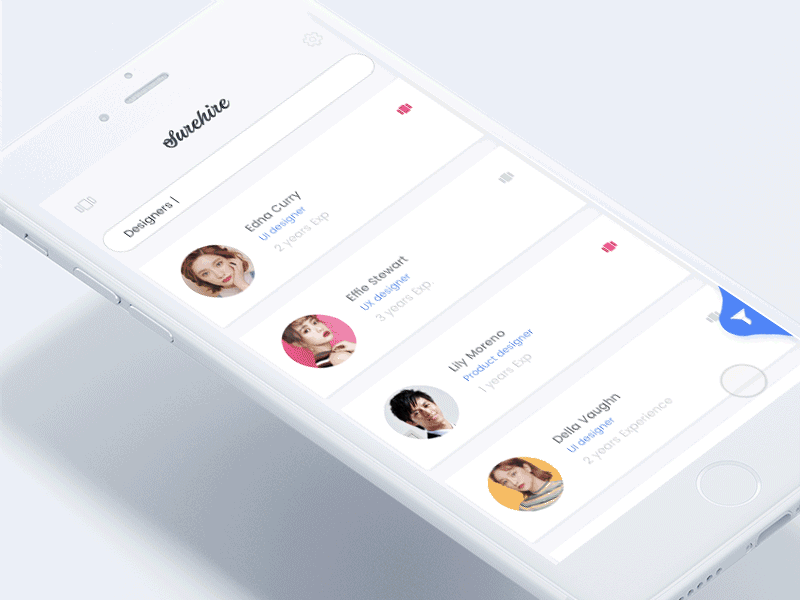 Surehire
Designers
Edna Curry
UI designer
2 years Exp
Effie Stewart
UX designer
3 years Exp.
Lily Moreno
Product designer
1 years Exp
Della Vaughn
UI designer
2 years Experience